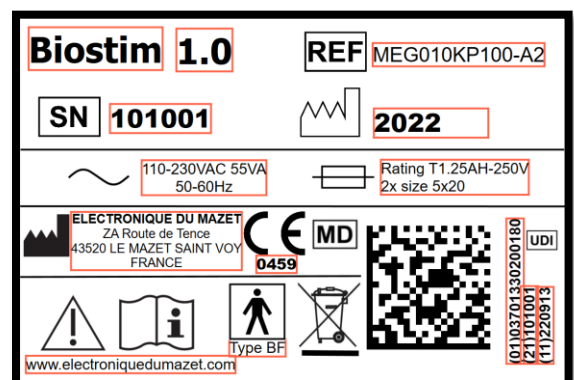 Biostim 1.0
REF MEG010KP100-A2
SN 101001
2022
110-230VAC 55VA
50-60Hz
Rating T1.25AH-250V
2x size 5x20
ELECTRONIQUE DU MAZET
ZA Route de Tence
43520 LE MAZET SAINT VOY
FRANCE
CE
0459
MD
UDI
(01)03701330200180
(21)101001
(11)220913
i
Type BF
www.electroniquedumazet.com